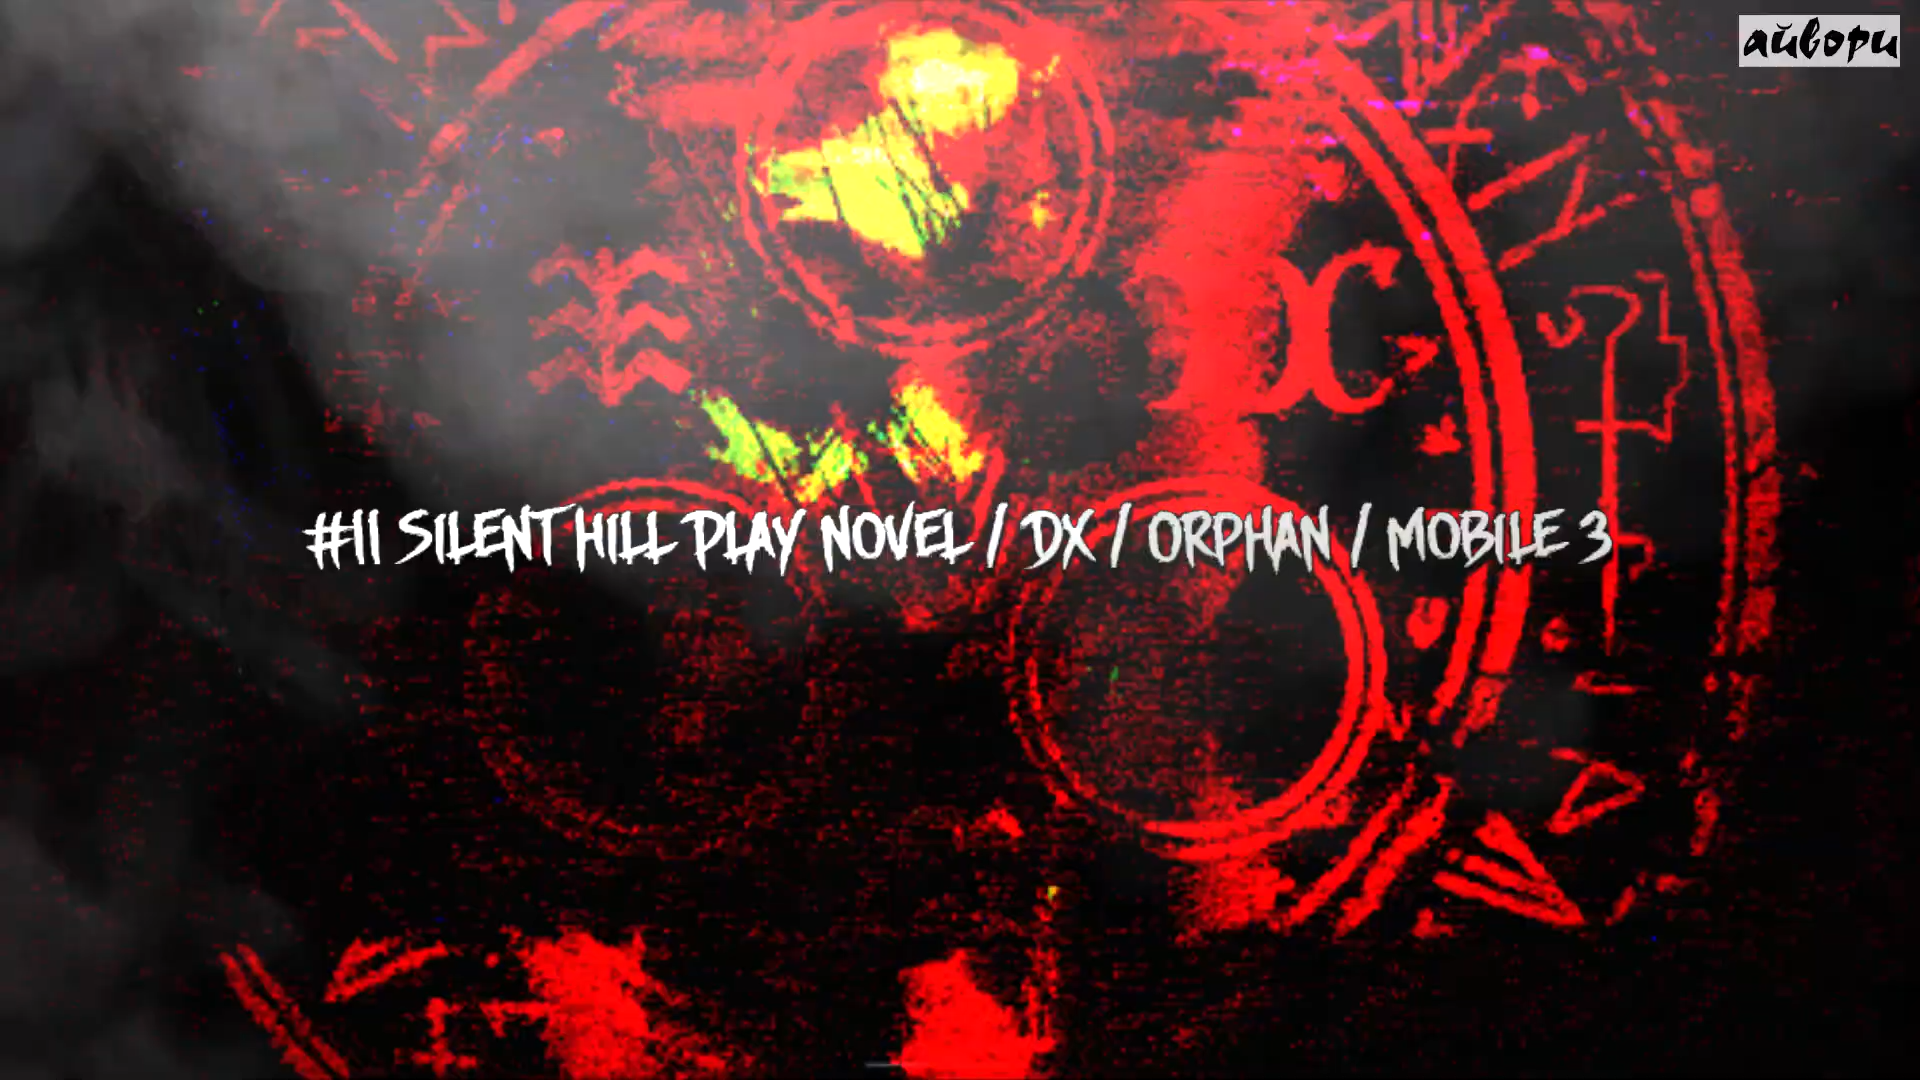 айвори
#11 SILENT HILL PLAY NOVEL / DX / ORPHAN / MOBILE 3